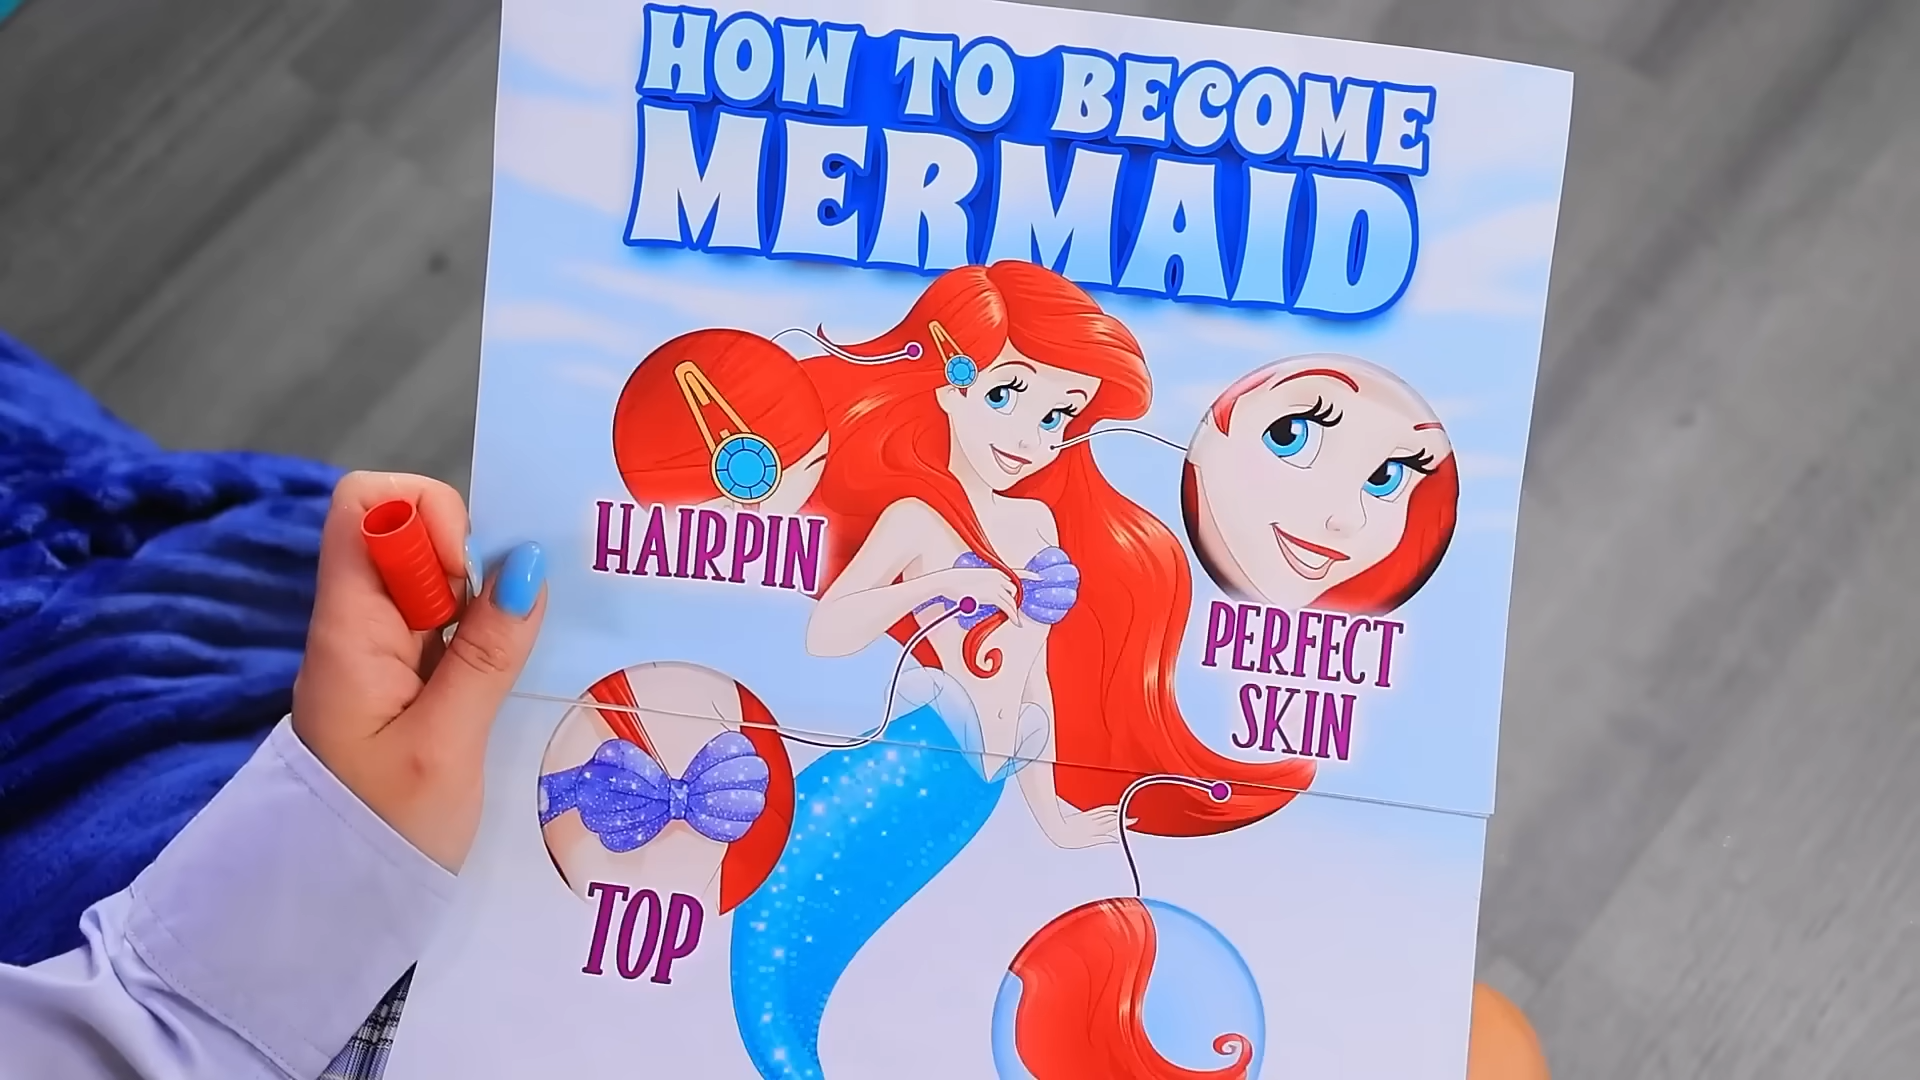 HOW TO BECOME
MERMAID
HAIRPIN
PERFECT
SKIN
TOP